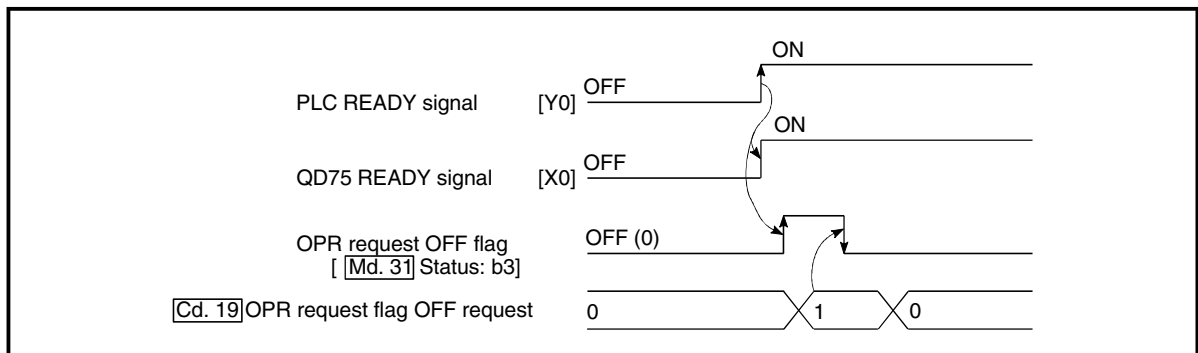 ON
OFF
PLC READY signal [Y0]
ON
OFF
QD75 READY signal [X0]
OFF (0)
OPR request OFF flag
[ Md. 31 Status: b3]
Cd. 19 OPR request flag OFF request 0 1 0